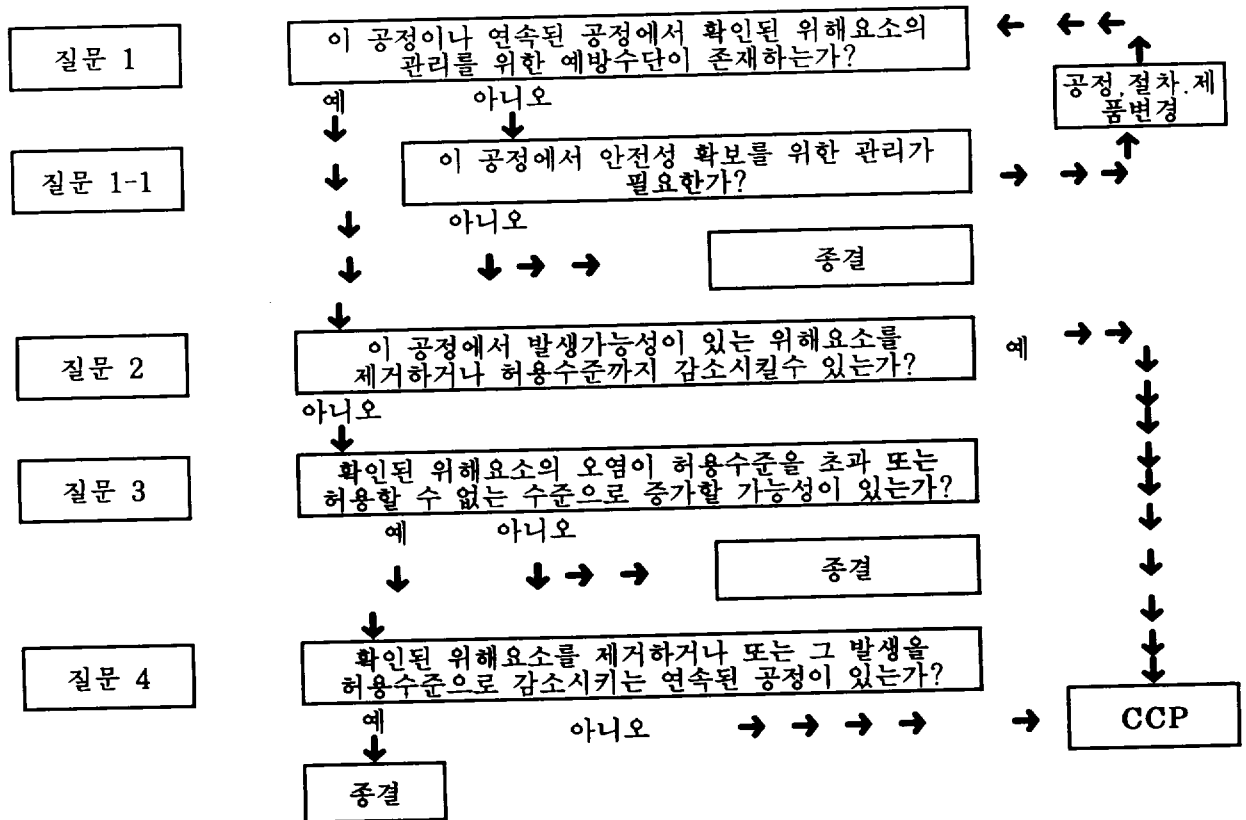 질문 1
이 공정이나 연속된 공정에서 확인된 위해요소의
관리를 위한 예방수단이 존재하는가?
공정,절차.제
품변경
예
아니오
질문 1-1
이 공정에서 안전성 확보를 위한 관리가
필요한가?
아니오
종결
질문 2
이 공정에서 발생가능성이 있는 위해요소를
제거하거나 허용수준까지 감소시킬수 있는가?
예
아니오
질문 3
확인된 위해요소의 오염이 허용수준을 초과 또는
허용할 수 없는 수준으로 증가할 가능성이 있는가?
예
아니오
종결
질문 4
확인된 위해요소를 제거하거나 또는 그 발생을
허용수준으로 감소시키는 연속된 공정이 있는가?
예
아니오
CCP
종결